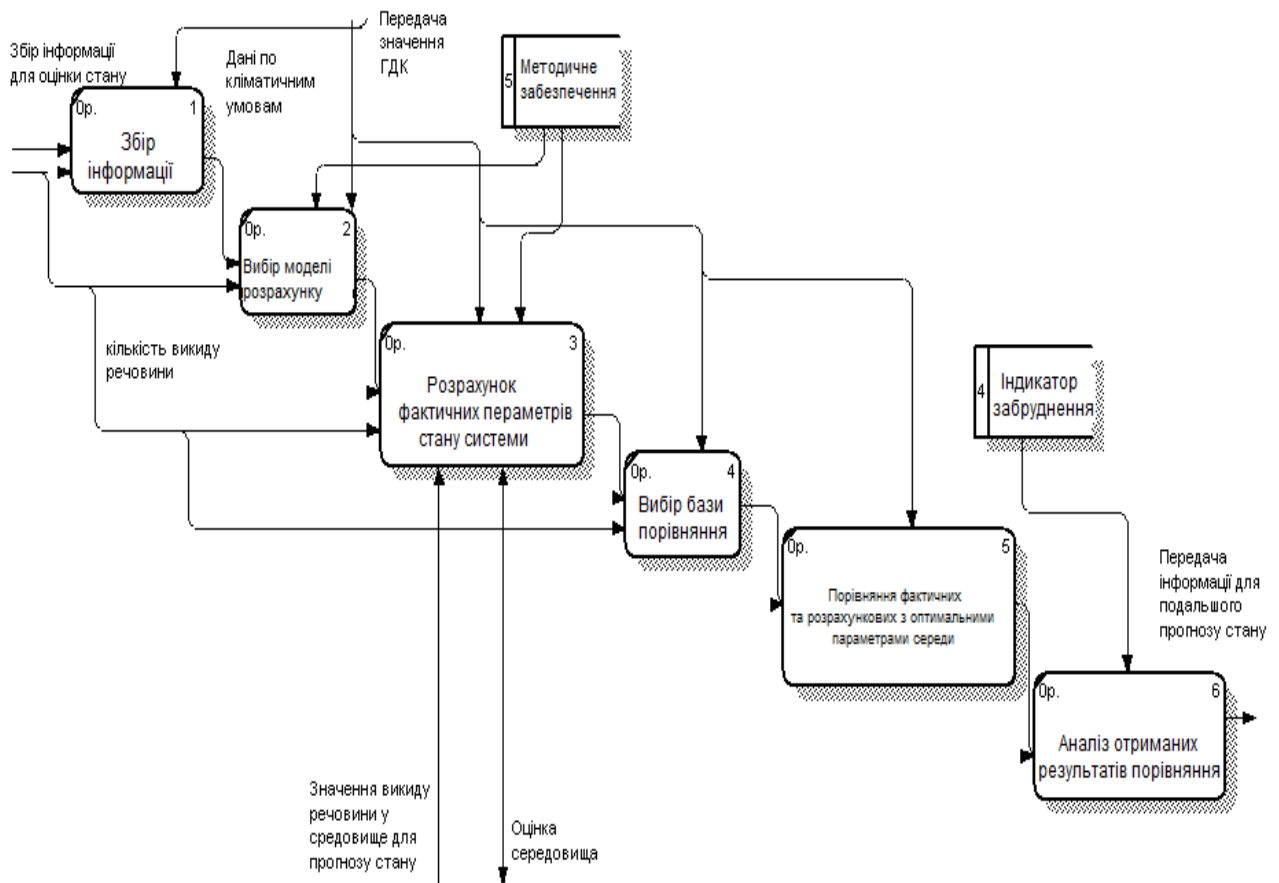 Збір інформації
для оцінки стану
Дані по
кліматичним
умовам
Передача
значення
ГДК
5
Методичне
забезпечення
0р.
1
Збір
інформації
0р.
2
Вибір моделі
розрахунку
кількість викиду
речовини
0р.
3
Розрахунок
фактичних пераметрів
стану системи
4
Індикатор
забруднення
0р.
4
Вибір бази
порівняння
0р.
5
Порівняння фактичних
та розрахункових з оптимальними
параметрами середи
Передача
інформації для
подальшого
прогнозу стану
0р.
6
Аналіз отриманих
результатів порівняння
Значення викиду
речовини у
средовище для
прогнозу стану
Оцінка
середовища